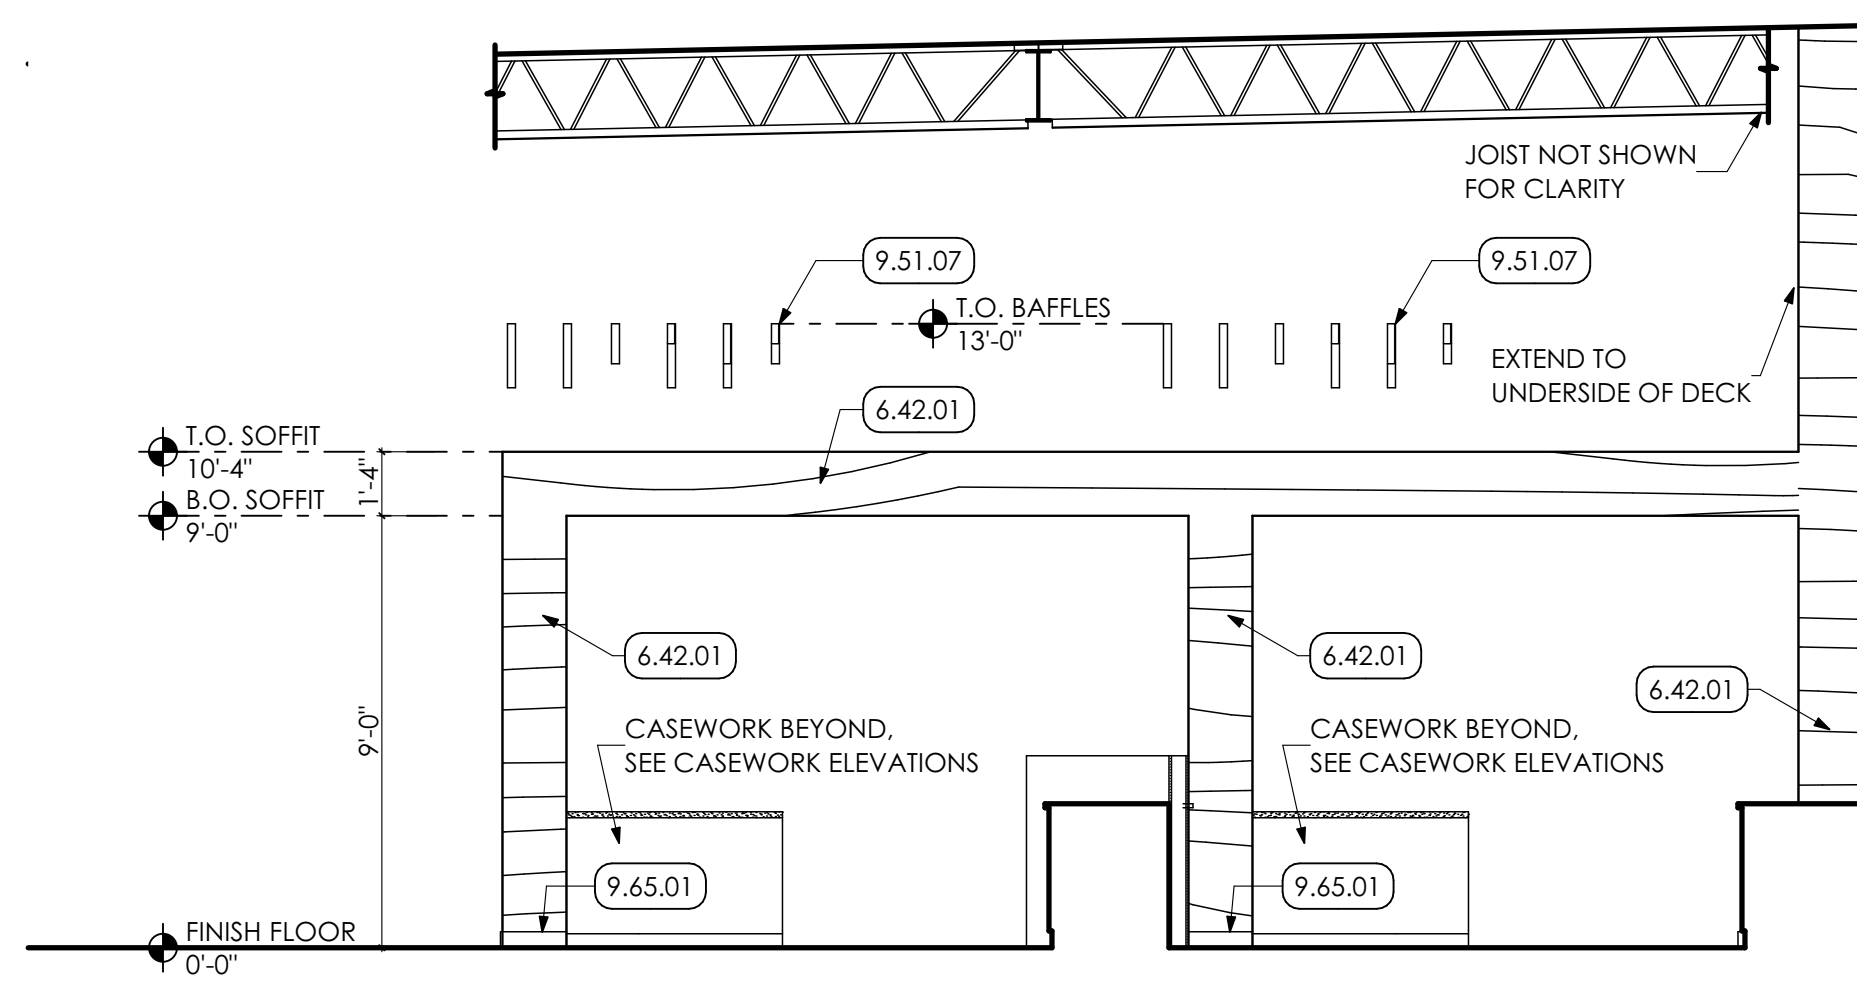 JOIST NOT SHOWN
FOR CLARITY
9.51.07
9.51.07
T.O. BAFFLES
13'-0"
EXTEND TO
UNDERSIDE OF DECK
6.42.01
T.O. SOFFIT
10'-4"
1'-4"
B.O. SOFFIT
9'-0"
6.42.01
6.42.01
6.42.01
9'-0"
CASEWORK BEYOND,
SEE CASEWORK ELEVATIONS
CASEWORK BEYOND,
SEE CASEWORK ELEVATIONS
9.65.01
9.65.01
FINISH FLOOR
0'-0"